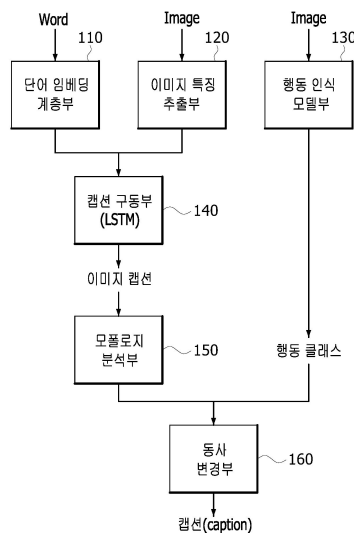 Word
Image
Image
110
120
130
단어 임베딩
계층부
이미지 특징
추출부
행동 인식
모델부
캡션 구동부
(LSTM)
140
이미지 캡션
모폴로지
분석부
150
행동 클래스
동사
변경부
160
캡션(caption)